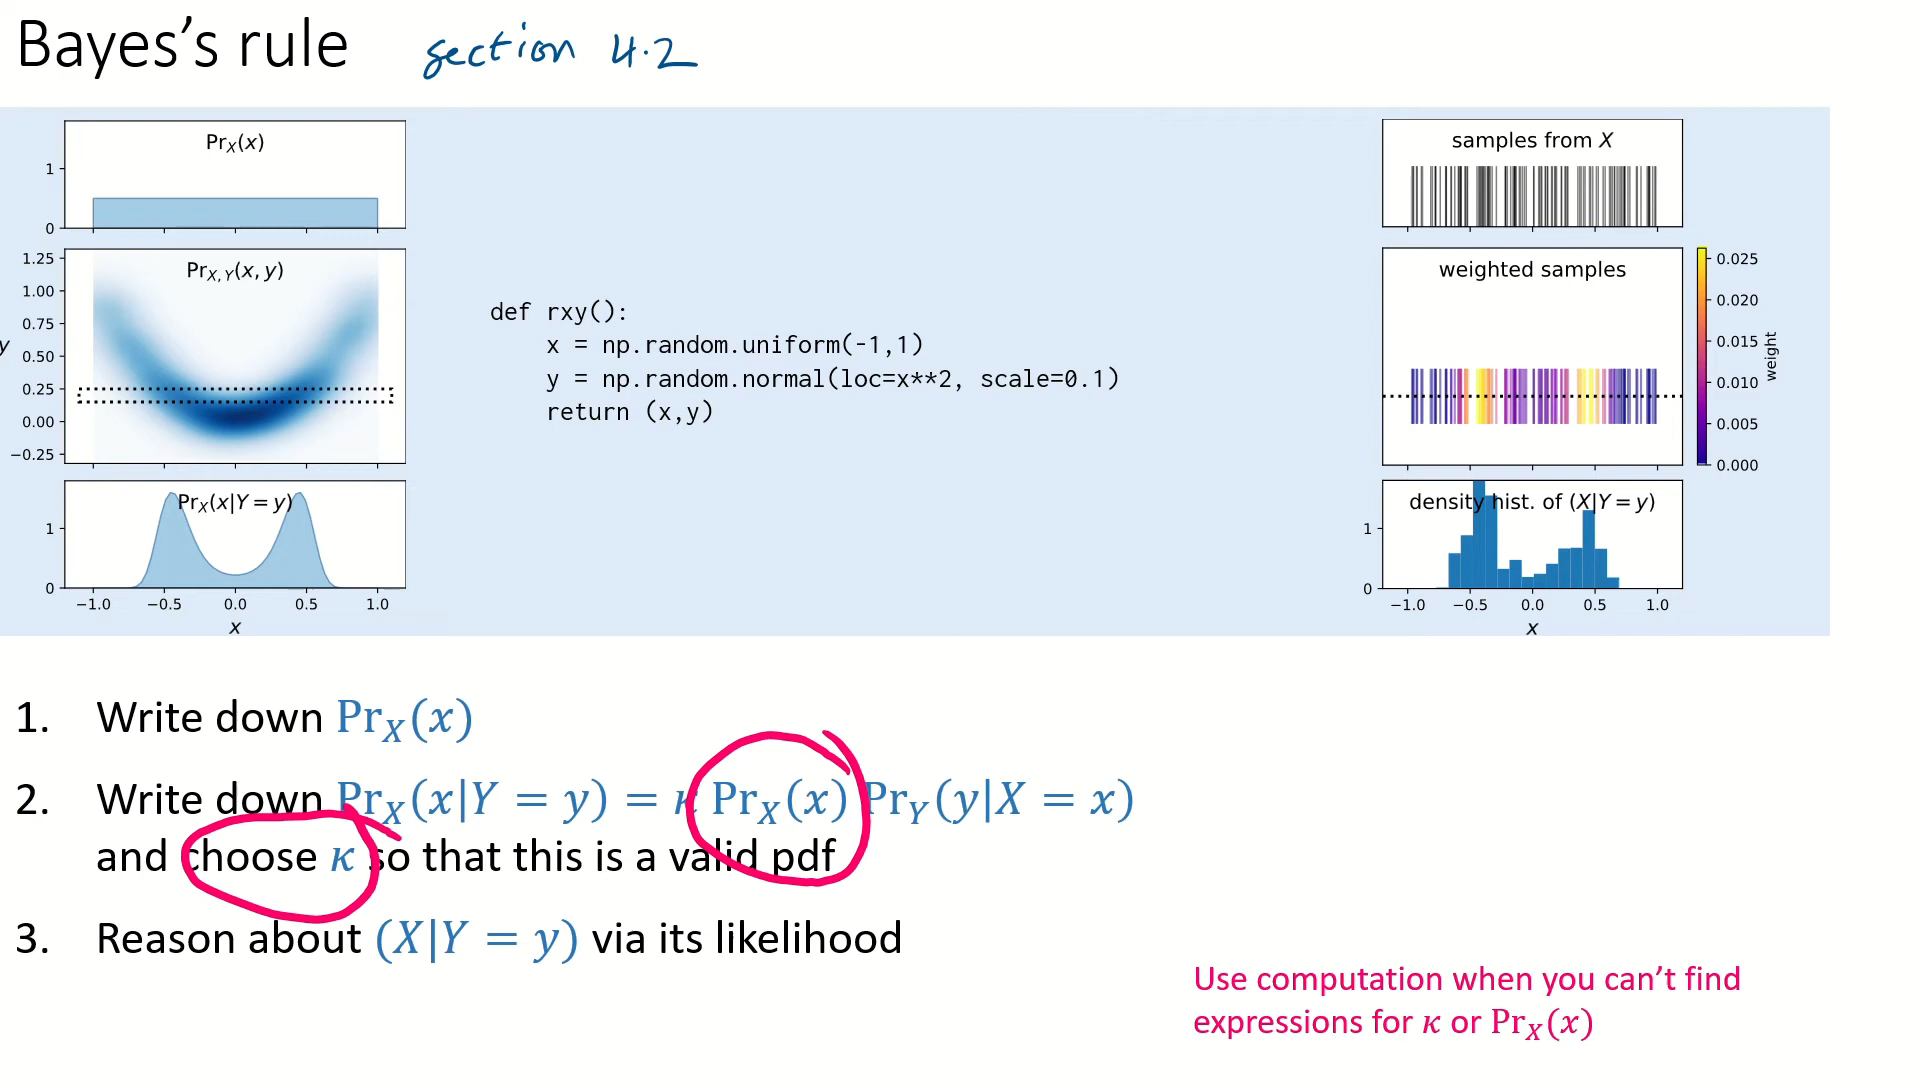 Bayes's rule section 4.2
Pr_X(x)
1
0
Pr_{X,Y}(x, y)
1.25
1.00
0.75
0.50
0.25
0.00
−0.25
y
Pr_X(x|Y = y)
1
0
−1.0 −0.5 0.0 0.5 1.0
x
def rxy():
    x = np.random.uniform(-1,1)
    y = np.random.normal(loc=x**2, scale=0.1)
    return (x,y)
samples from X
weighted samples
0.025
0.020
0.015
0.010
0.005
0.000
weight
density hist. of (X|Y = y)
1
0
−1.0 −0.5 0.0 0.5 1.0
x
1. Write down Pr_X(x)
2. Write down Pr_X(x|Y = y) = κ Pr_X(x) Pr_Y(y|X = x)
and choose κ so that this is a valid pdf
3. Reason about (X|Y = y) via its likelihood
Use computation when you can't find
expressions for κ or Pr_X(x)